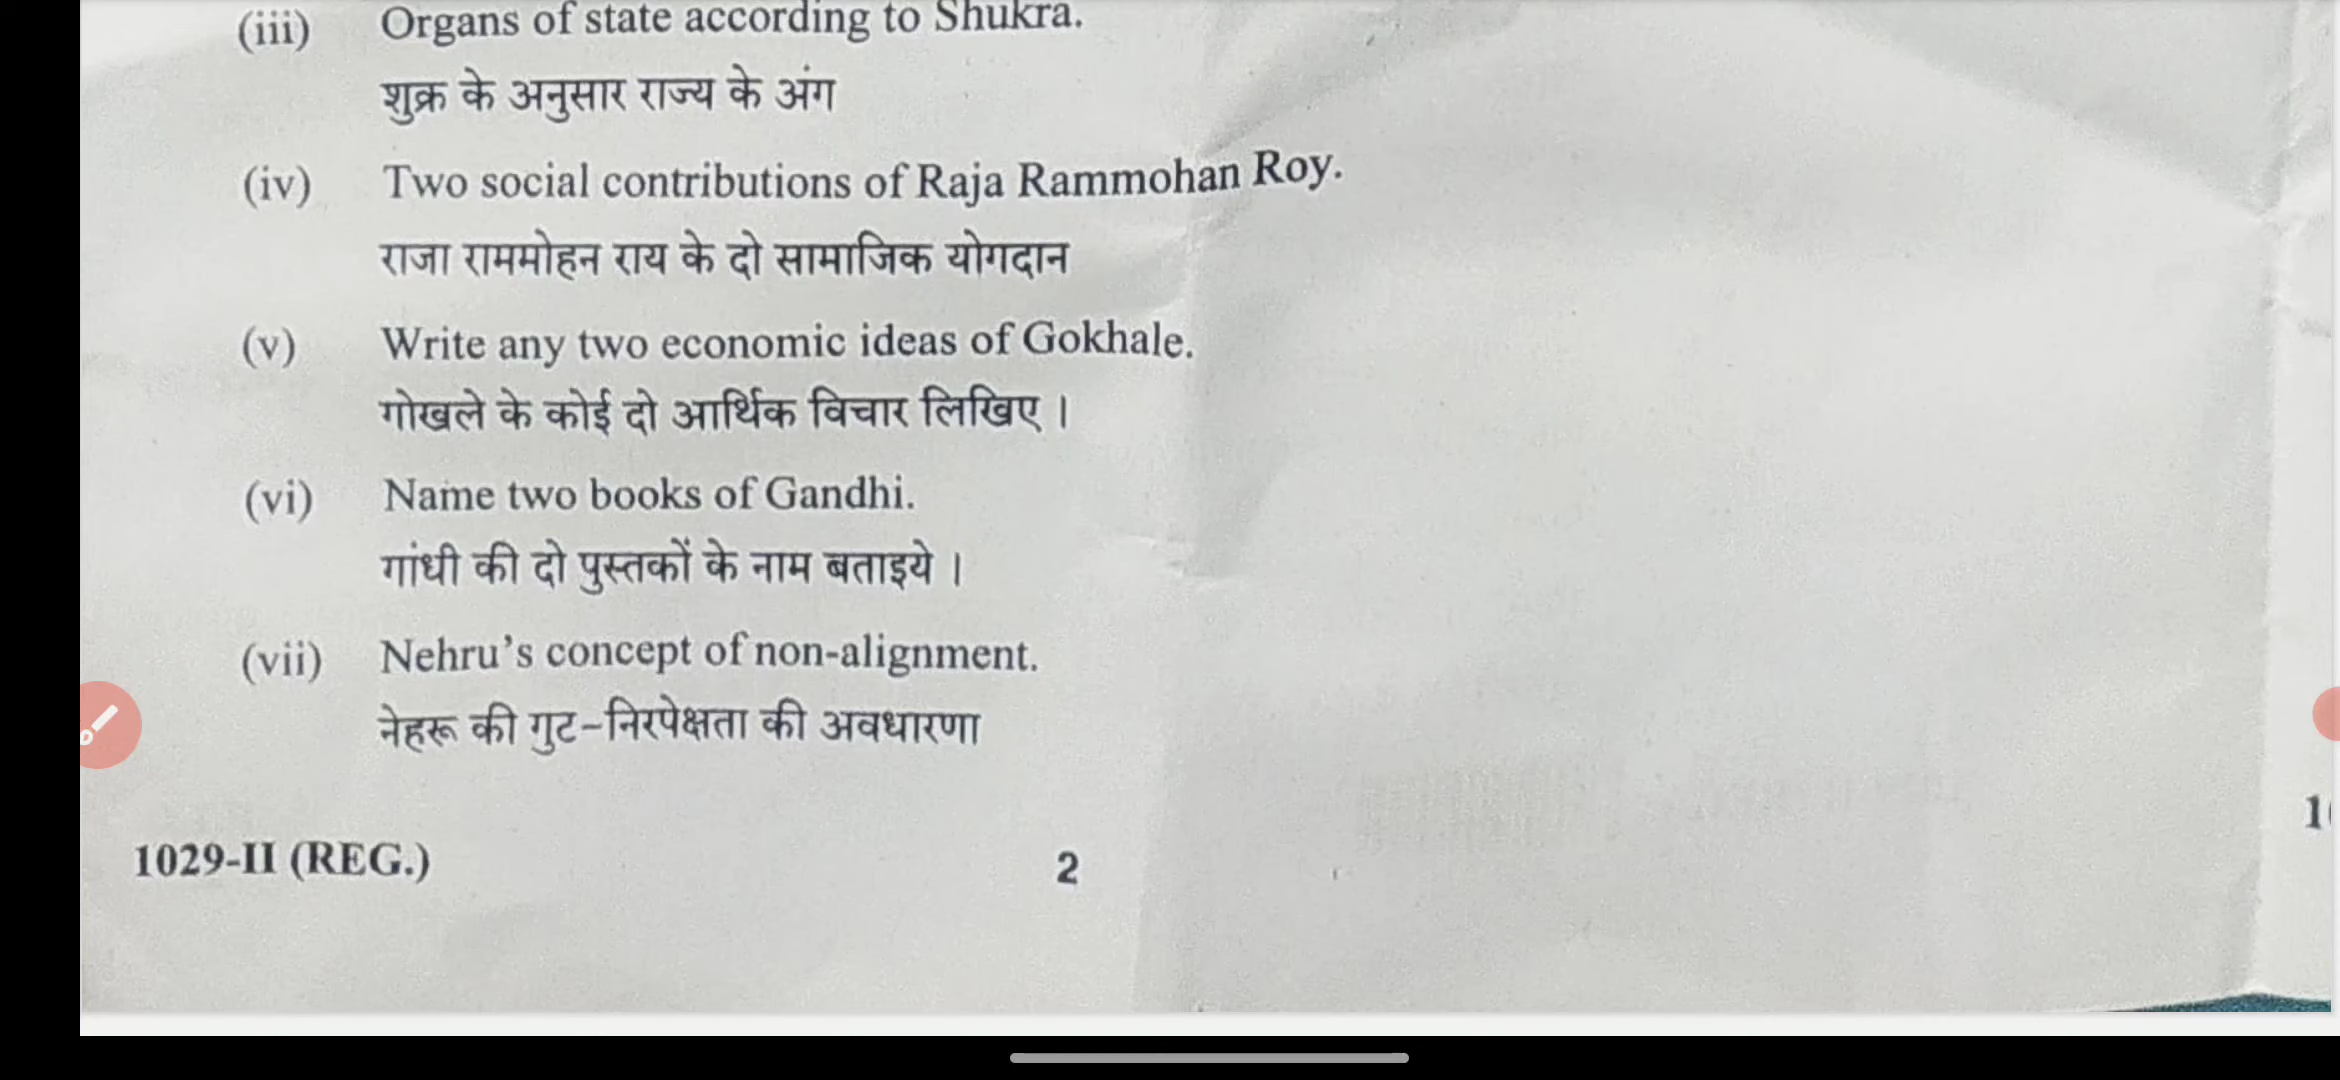 (iii) Organs of state according to Shukra.
शुक्र के अनुसार राज्य के अंग
(iv) Two social contributions of Raja Rammohan Roy.
राजा राममोहन राय के दो सामाजिक योगदान
(v) Write any two economic ideas of Gokhale.
गोखले के कोई दो आर्थिक विचार लिखिए ।
(vi) Name two books of Gandhi.
गांधी की दो पुस्तकों के नाम बताइये ।
(vii) Nehru's concept of non-alignment.
नेहरू की गुट-निरपेक्षता की अवधारणा
1029-II (REG.) 2